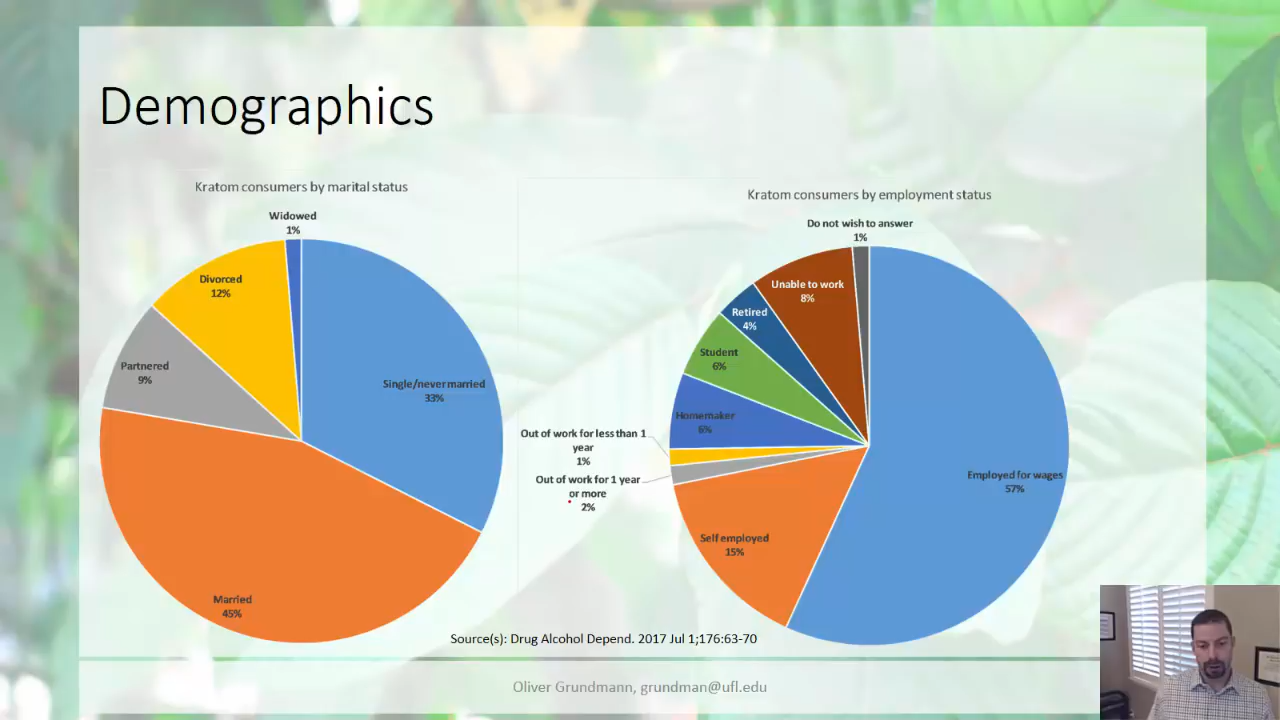 Demographics
Kratom consumers by marital status
Widowed
1%
Divorced
12%
Partnered
9%
Single/never married
33%
Married
45%
Kratom consumers by employment status
Do not wish to answer
1%
Unable to work
8%
Retired
4%
Student
6%
Homemaker
6%
Out of work for less than 1
year
1%
Out of work for 1 year
or more
2%
Self employed
15%
Employed for wages
57%
Source(s): Drug Alcohol Depend. 2017 Jul 1;176:63-70
Oliver Grundmann, grundman@ufl.edu